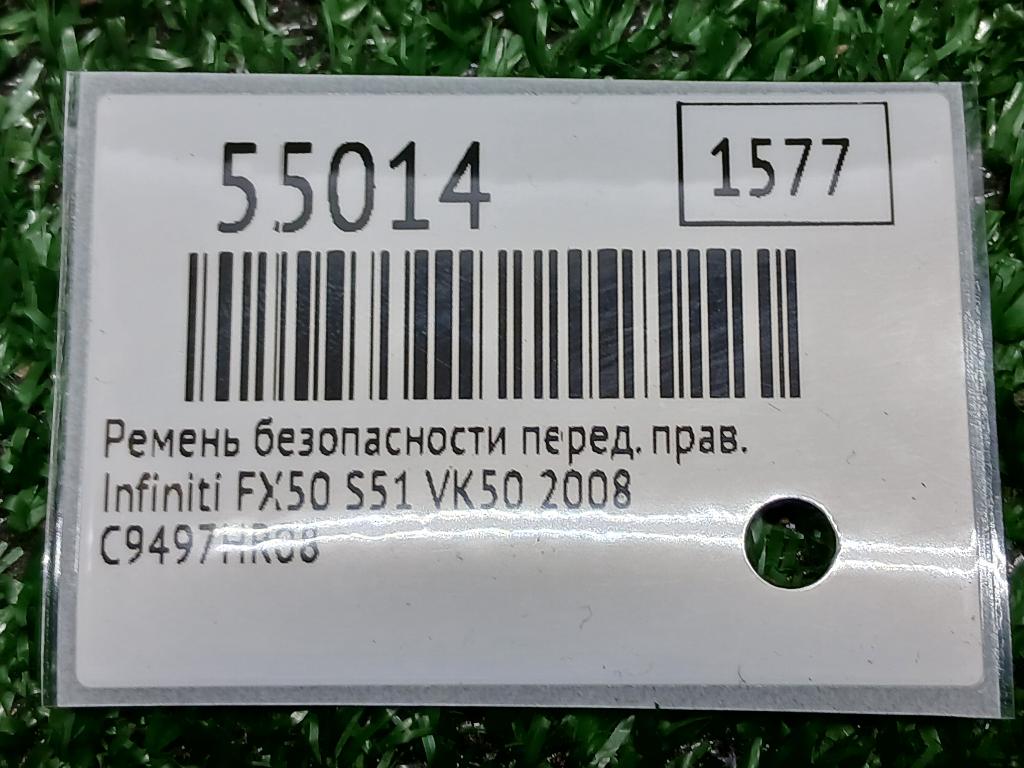 55014
1577
Ремень безопасности перед. прав.
Infiniti FX50 S51 VK50 2008
C9497HR08